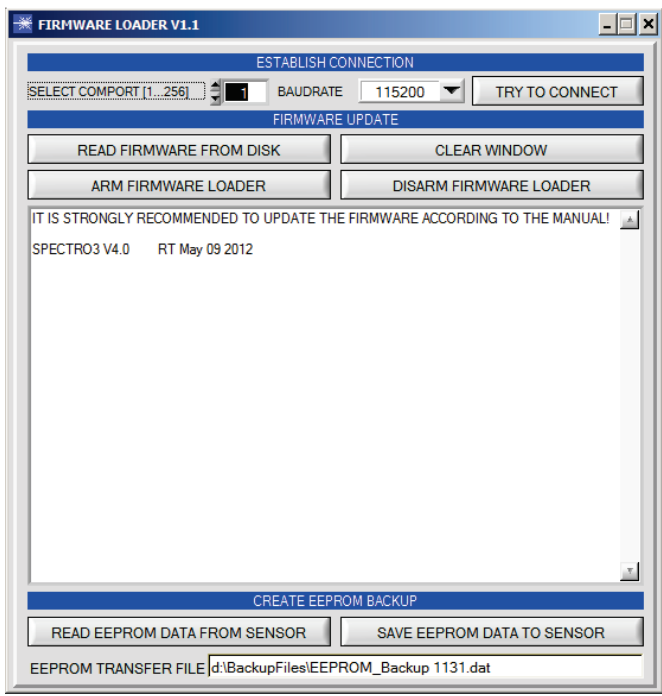 FIRMWARE LOADER V1.1
ESTABLISH CONNECTION
SELECT COMPORT [1...256] 1 BAUDRATE 115200 TRY TO CONNECT
FIRMWARE UPDATE
READ FIRMWARE FROM DISK CLEAR WINDOW
ARM FIRMWARE LOADER DISARM FIRMWARE LOADER
IT IS STRONGLY RECOMMENDED TO UPDATE THE FIRMWARE ACCORDING TO THE MANUAL!
SPECTRO3 V4.0 RT May 09 2012
CREATE EEPROM BACKUP
READ EEPROM DATA FROM SENSOR SAVE EEPROM DATA TO SENSOR
EEPROM TRANSFER FILE d:\BackupFiles\EEPROM_Backup 1131.dat